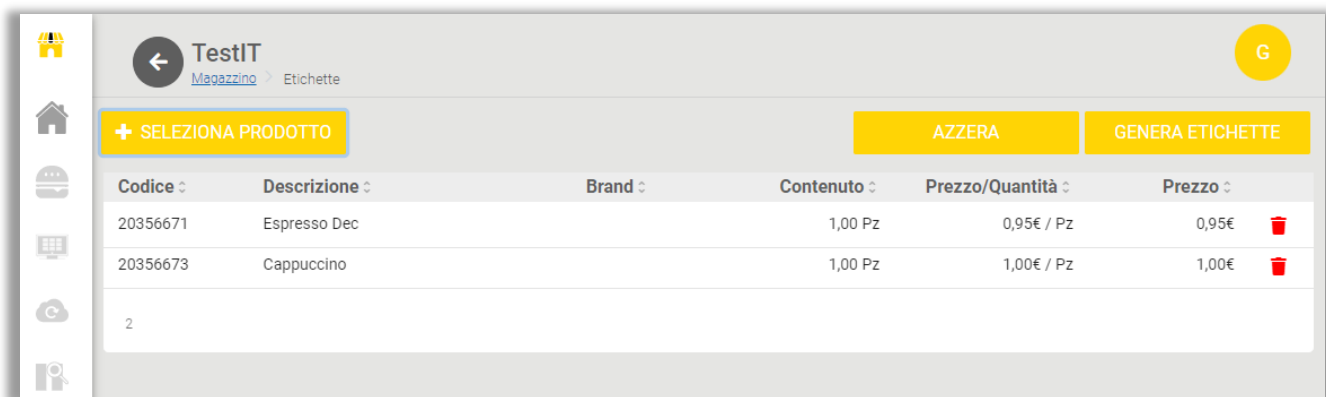 TestIT
G
Magazzino > Etichette
+ SELEZIONA PRODOTTO AZZERA GENERA ETICHETTE
Codice Descrizione Brand Contenuto Prezzo/Quantità Prezzo
20356671 Espresso Dec 1,00 Pz 0,95€ / Pz 0,95€
20356673 Cappuccino 1,00 Pz 1,00€ / Pz 1,00€
2